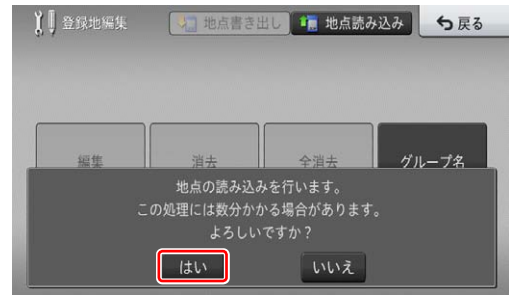 登録地編集
地点書き出し
地点読み込み
戻る
編集
消去
全消去
グループ名
地点の読み込みを行います。
この処理には数分かかる場合があります。
よろしいですか？
はい
いいえ